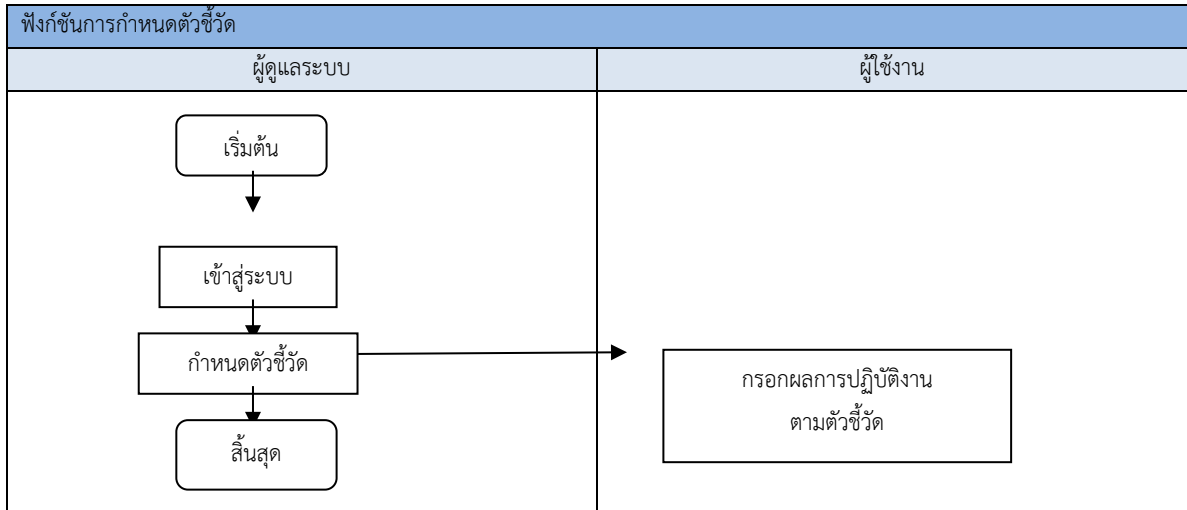 ฟังก์ชันการกำหนดตัวชี้วัด
ผู้ดูแลระบบ
ผู้ใช้งาน
เริ่มต้น
เข้าสู่ระบบ
กำหนดตัวชี้วัด
กรอกผลการปฏิบัติงาน
ตามตัวชี้วัด
สิ้นสุด